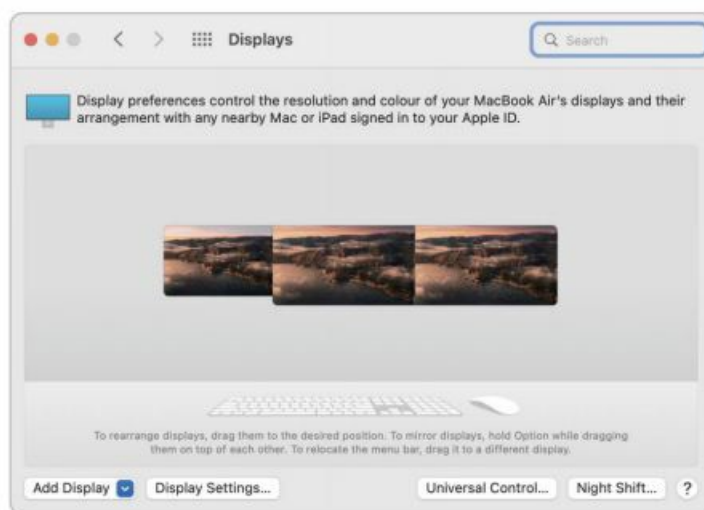 Displays
Search
Display preferences control the resolution and colour of your MacBook Air's displays and their
arrangement with any nearby Mac or iPad signed in to your Apple ID.
To rearrange displays, drag them to the desired position. To mirror displays, hold Option while dragging
them on top of each other. To relocate the menu bar, drag it to a different display.
Add Display
Display Settings...
Universal Control...
Night Shift...
?